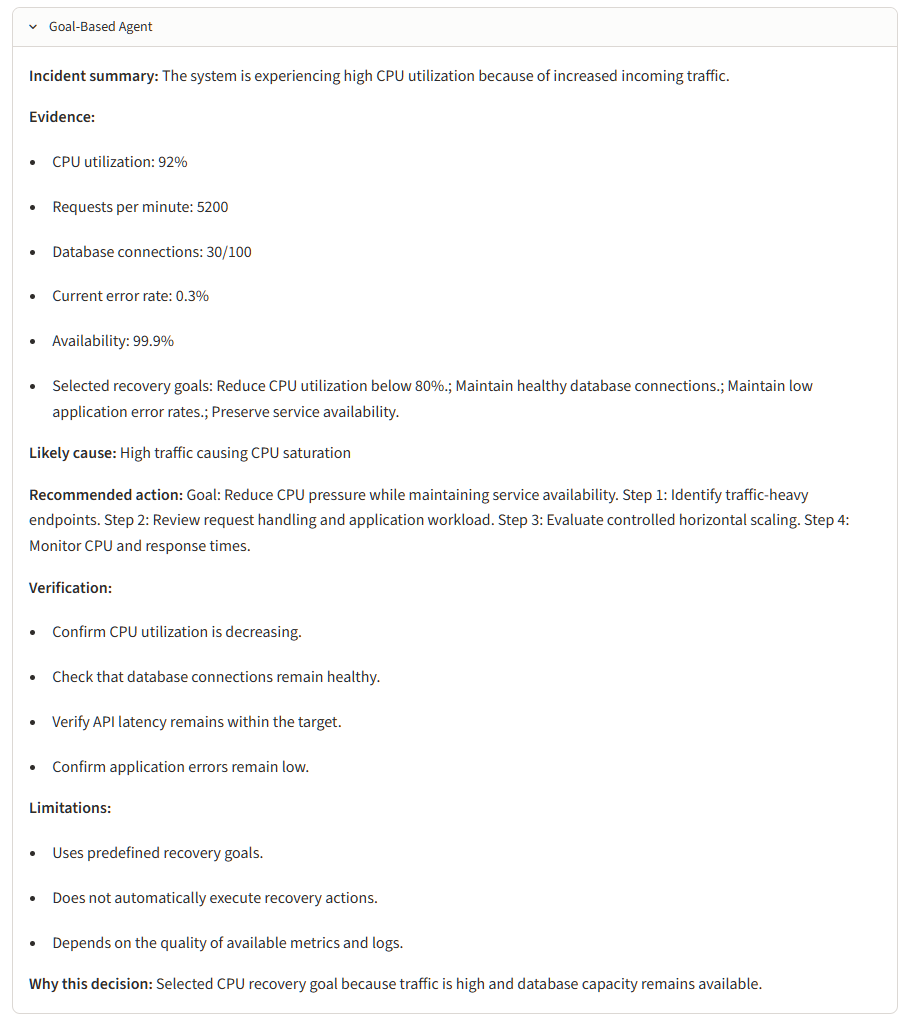 Goal-Based Agent
Incident summary: The system is experiencing high CPU utilization because of increased incoming traffic.
Evidence:
• CPU utilization: 92%
• Requests per minute: 5200
• Database connections: 30/100
• Current error rate: 0.3%
• Availability: 99.9%
• Selected recovery goals: Reduce CPU utilization below 80%.; Maintain healthy database connections.; Maintain low
application error rates.; Preserve service availability.
Likely cause: High traffic causing CPU saturation
Recommended action: Goal: Reduce CPU pressure while maintaining service availability. Step 1: Identify traffic-heavy
endpoints. Step 2: Review request handling and application workload. Step 3: Evaluate controlled horizontal scaling. Step 4:
Monitor CPU and response times.
Verification:
• Confirm CPU utilization is decreasing.
• Check that database connections remain healthy.
• Verify API latency remains within the target.
• Confirm application errors remain low.
Limitations:
• Uses predefined recovery goals.
• Does not automatically execute recovery actions.
• Depends on the quality of available metrics and logs.
Why this decision: Selected CPU recovery goal because traffic is high and database capacity remains available.